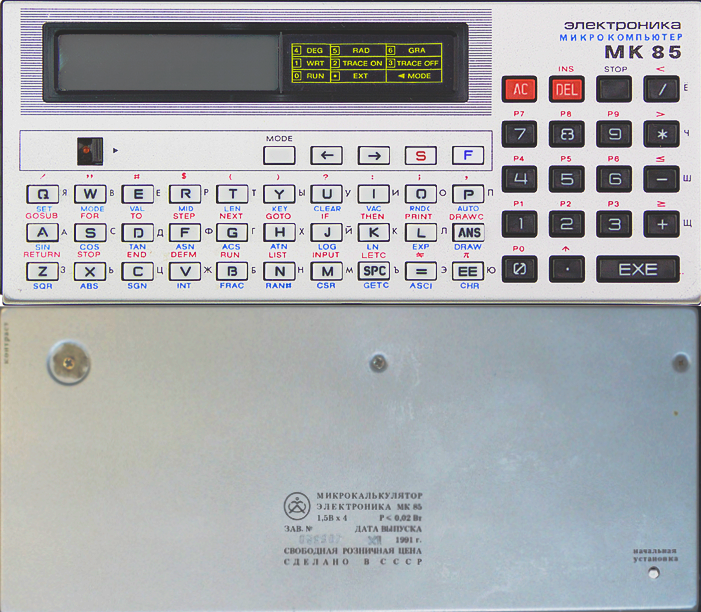 электроника
МИКРОКОМПЬЮТЕР
МК 85
4 DEG 5 RAD 6 GRA
1 WRT 2 TRACE ON 3 TRACE OFF
0 RUN • EXT ◄ MODE
INS STOP <
AC DEL / E
P7 P8 P9 >
7 8 9 * Ч
P4 P5 P6 ≤
4 5 6 – Ш
P1 P2 P3 ≥
1 2 3 + Щ
P0 ↑
0 . EXE
MODE
← → S F
! " # $ ( ) ? : ; ,
Q Я W В E Е R Р T Т Y Ы U У I И O О P П
SET MODE VAL MID LEN KEY CLEAR VAC RNDC AUTO
GOSUB FOR TO STEP NEXT GOTO IF THEN PRINT DRAWC
A А S С D Д F Ф G Г H Х J Й K К L Л ANS
SIN COS TAN ASN ACS ATN LOG LN EXP DRAW
RETURN PASS END DEFM RUN LIST INPUT LETC ≠ π
Z З X Ь C Ц V Ж B Б N Н M М SPC Ъ = Э EE Ю
SQR ABS SGN INT FRAC RAN# CSR GETC ASCI CHR
контраст
МИКРОКАЛЬКУЛЯТОР
ЭЛЕКТРОНИКА МК 85
1,5В х 4 Р ≤ 0,02 Вт
ЗАВ. № ДАТА ВЫПУСКА
1991 г.
СВОБОДНАЯ РОЗНИЧНАЯ ЦЕНА
СДЕЛАНО В СССР
начальная
установка